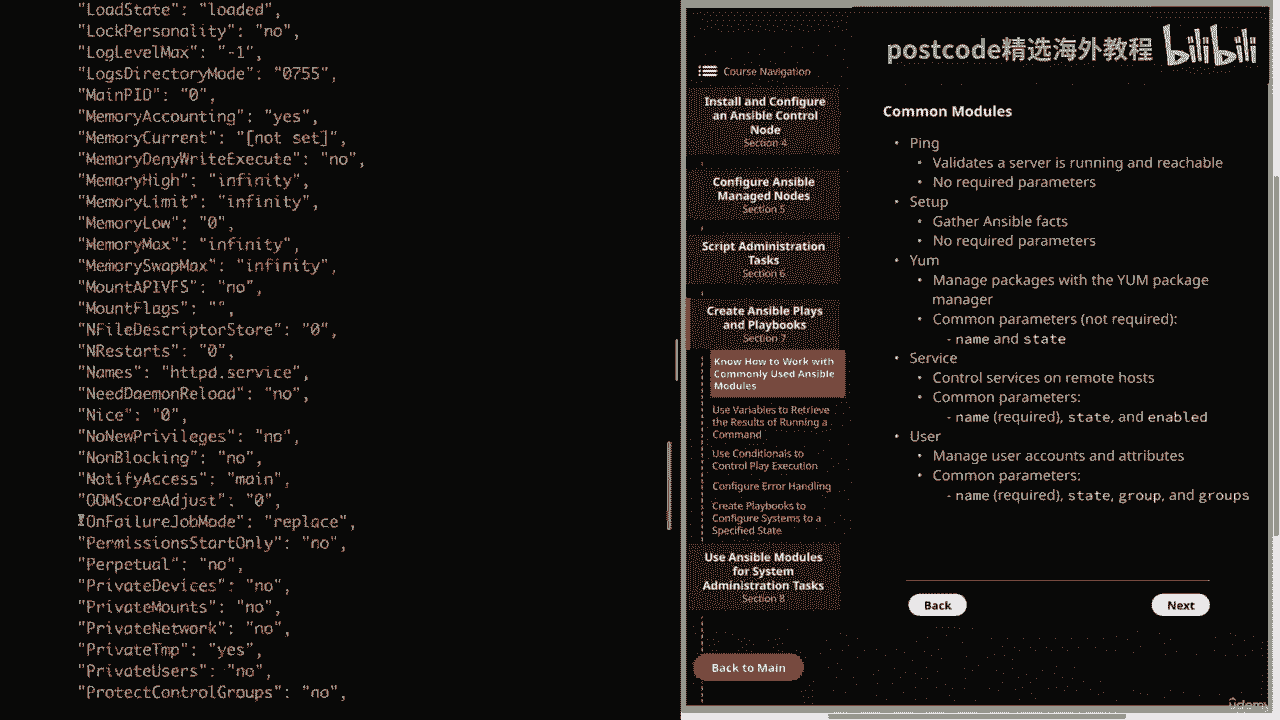 "LoadState": "loaded",
"LockPersonality": "no",
"LogLevelMax": "-1",
"LogsDirectoryMode": "0755",
"MainPID": "0",
"MemoryAccounting": "yes",
"MemoryCurrent": "[not set]",
"MemoryDenyWriteExecute": "no",
"MemoryHigh": "infinity",
"MemoryLimit": "infinity",
"MemoryLow": "0",
"MemoryMax": "infinity",
"MemorySwapMax": "infinity",
"MountAPIVFS": "no",
"MountFlags": "",
"NFileDescriptorStore": "0",
"NRestarts": "0",
"Names": "httpd.service",
"NeedDaemonReload": "no",
"Nice": "0",
"NoNewPrivileges": "no",
"NonBlocking": "no",
"NotifyAccess": "main",
"OOMScoreAdjust": "0",
"OnFailureJobMode": "replace",
"PermissionsStartOnly": "no",
"Perpetual": "no",
"PrivateDevices": "no",
"PrivateMounts": "no",
"PrivateNetwork": "no",
"PrivateTmp": "yes",
"PrivateUsers": "no",
"ProtectControlGroups": "no",
Course Navigation
Install and Configure
an Ansible Control
Node
Section 4
Configure Ansible
Managed Nodes
Section 5
Script Administration
Tasks
Section 6
Create Ansible Plays
and Playbooks
Section 7
Know How to Work with
Commonly Used Ansible
Modules
Use Variables to Retrieve
the Results of Running a
Command
Use Conditionals to
Control Play Execution
Configure Error Handling
Create Playbooks to
Configure Systems to a
Specified State
Use Ansible Modules
for System
Administration Tasks
Section 8
Back to Main
postcode精选海外教程 bilibili
Common Modules
• Ping
• Validates a server is running and reachable
• No required parameters
• Setup
• Gather Ansible facts
• No required parameters
• Yum
• Manage packages with the YUM package
manager
• Common parameters (not required):
- name and state
• Service
• Control services on remote hosts
• Common parameters:
- name (required), state, and enabled
• User
• Manage user accounts and attributes
• Common parameters:
- name (required), state, group, and groups
Back
Next
ûdemy